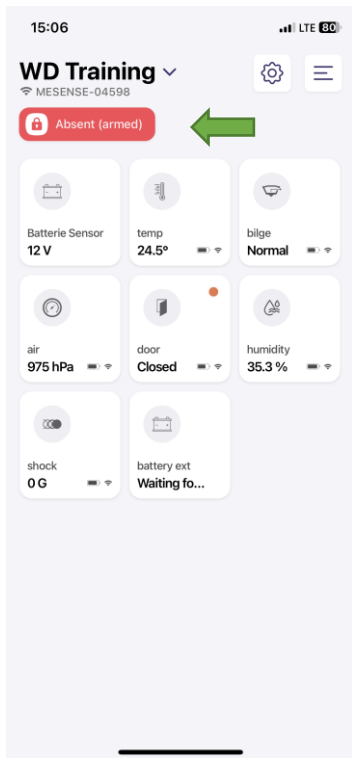 15:06 LTE 80
WD Training
MESENSE-04598
Absent (armed)
Batterie Sensor
12 V
temp
24.5°
bilge
Normal
air
975 hPa
door
Closed
humidity
35.3 %
shock
0 G
battery ext
Waiting fo...